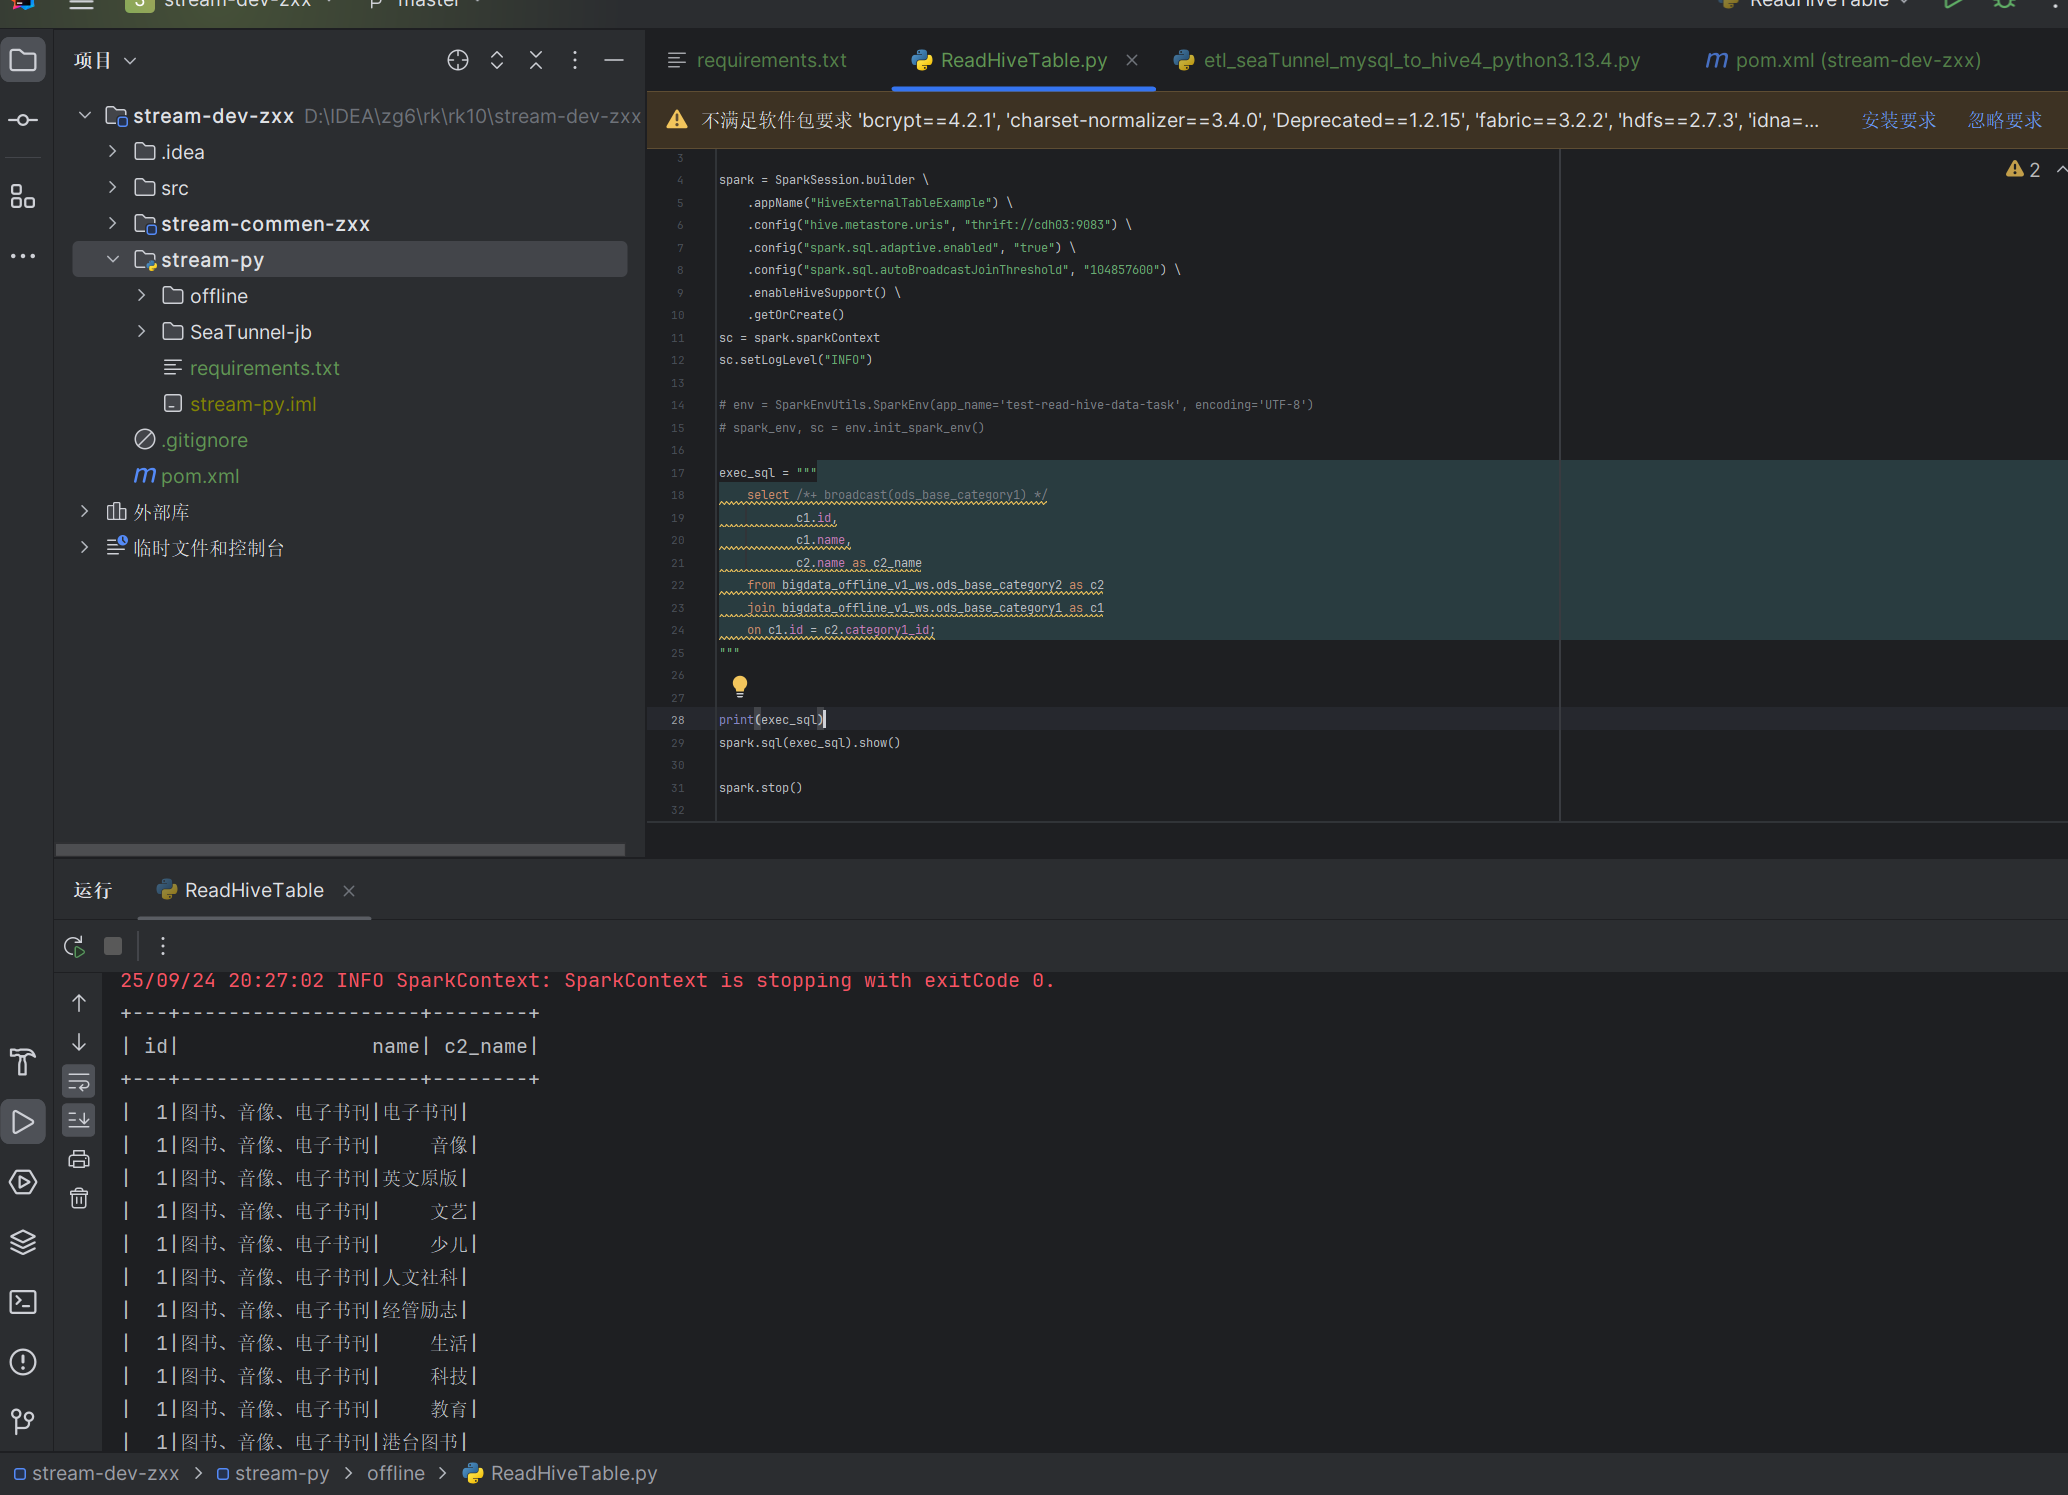 stream-dev-zxx master ReadHiveTable
项目
requirements.txt ReadHiveTable.py etl_seaTunnel_mysql_to_hive4_python3.13.4.py pom.xml (stream-dev-zxx)
不满足软件包要求 'bcrypt==4.2.1', 'charset-normalizer==3.4.0', 'Deprecated==1.2.15', 'fabric==3.2.2', 'hdfs==2.7.3', 'idna=... 安装要求 忽略要求
2
stream-dev-zxx D:\IDEA\zg6\rk\rk10\stream-dev-zxx
.idea
src
stream-commen-zxx
stream-py
offline
SeaTunnel-jb
requirements.txt
stream-py.iml
.gitignore
pom.xml
外部库
临时文件和控制台
3
4 spark = SparkSession.builder \
5 .appName("HiveExternalTableExample") \
6 .config("hive.metastore.uris", "thrift://cdh03:9083") \
7 .config("spark.sql.adaptive.enabled", "true") \
8 .config("spark.sql.autoBroadcastJoinThreshold", "104857600") \
9 .enableHiveSupport() \
10 .getOrCreate()
11 sc = spark.sparkContext
12 sc.setLogLevel("INFO")
13
14 # env = SparkEnvUtils.SparkEnv(app_name='test-read-hive-data-task', encoding='UTF-8')
15 # spark_env, sc = env.init_spark_env()
16
17 exec_sql = """
18 select /*+ broadcast(ods_base_category1) */
19 c1.id,
20 c1.name,
21 c2.name as c2_name
22 from bigdata_offline_v1_ws.ods_base_category2 as c2
23 join bigdata_offline_v1_ws.ods_base_category1 as c1
24 on c1.id = c2.category1_id;
25 """
26
27
28 print(exec_sql)
29 spark.sql(exec_sql).show()
30
31 spark.stop()
32
运行 ReadHiveTable
25/09/24 20:27:02 INFO SparkContext: SparkContext is stopping with exitCode 0.
+---+--------------------+--------+
| id|                name| c2_name|
+---+--------------------+--------+
|  1|图书、音像、电子书刊|电子书刊|
|  1|图书、音像、电子书刊|    音像|
|  1|图书、音像、电子书刊|英文原版|
|  1|图书、音像、电子书刊|    文艺|
|  1|图书、音像、电子书刊|    少儿|
|  1|图书、音像、电子书刊|人文社科|
|  1|图书、音像、电子书刊|经管励志|
|  1|图书、音像、电子书刊|    生活|
|  1|图书、音像、电子书刊|    科技|
|  1|图书、音像、电子书刊|    教育|
|  1|图书、音像、电子书刊|港台图书|
stream-dev-zxx > stream-py > offline > ReadHiveTable.py